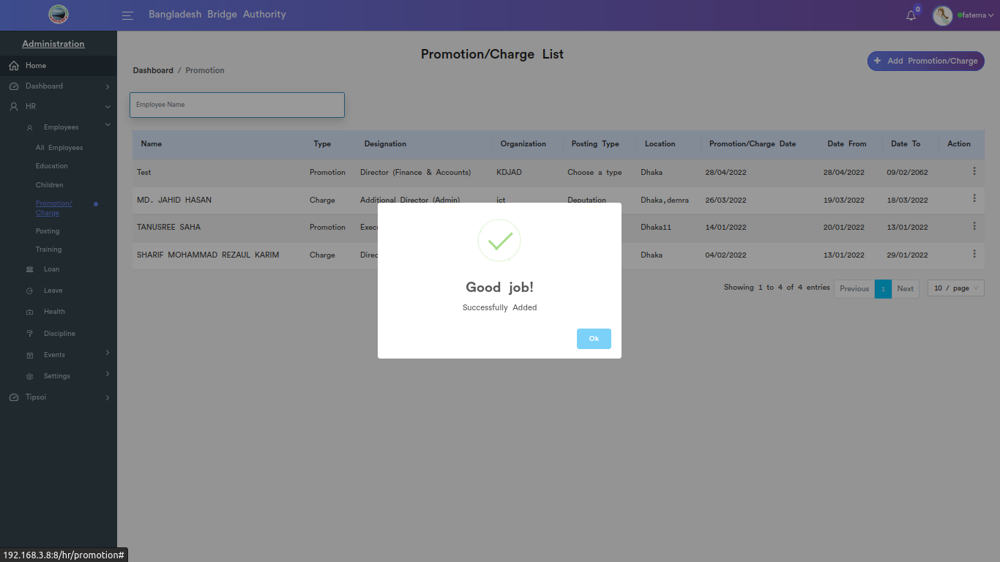 Bangladesh Bridge Authority
0
fatema
Administration
Home
Dashboard
HR
Employees
All Employees
Education
Children
Promotion/
Charge
Posting
Training
Loan
Leave
Health
Discipline
Events
Settings
Tipsoi
Promotion/Charge List
Dashboard / Promotion
+ Add Promotion/Charge
Employee Name
Name Type Designation Organization Posting Type Location Promotion/Charge Date Date From Date To Action
Test Promotion Director (Finance & Accounts) KDJAD Choose a type Dhaka 28/04/2022 28/04/2022 09/02/2062
MD. JAHID HASAN Charge Additional Director (Admin) ict Deputation Dhaka,demra 26/03/2022 19/03/2022 18/03/2022
TANUSREE SAHA Promotion Execu Dhaka11 14/01/2022 20/01/2022 13/01/2022
SHARIF MOHAMMAD REZAUL KARIM Charge Direc Dhaka 04/02/2022 13/01/2022 29/01/2022
Showing 1 to 4 of 4 entries Previous 1 Next 10 / page
Good job!
Successfully Added
Ok
192.168.3.8:8/hr/promotion#